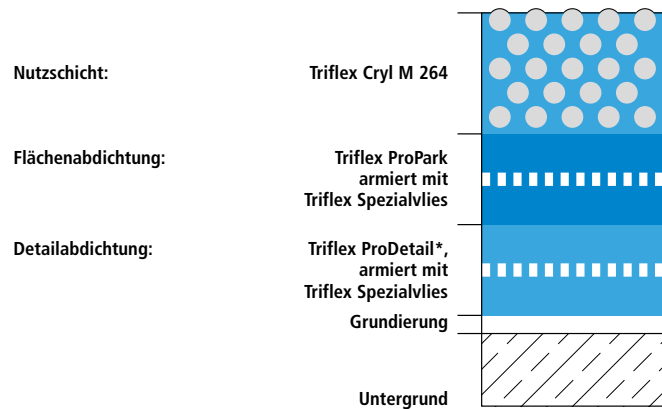 Nutzschicht: Triflex Cryl M 264
Flächenabdichtung: Triflex ProPark
armiert mit
Triflex Spezialvlies
Detailabdichtung: Triflex ProDetail*,
armiert mit
Triflex Spezialvlies
Grundierung
Untergrund